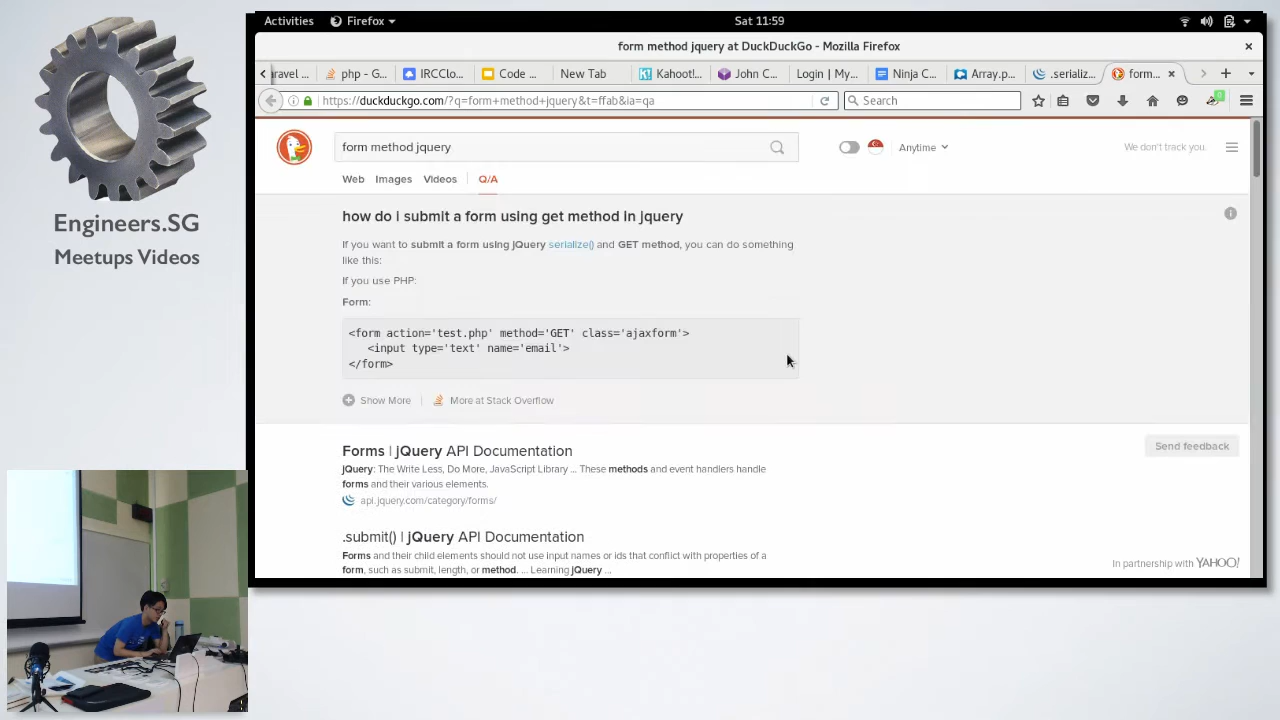 Activities
Firefox
Sat 11:59
form method jquery at DuckDuckGo - Mozilla Firefox
aravel ...
php - G...
IRCClo...
Code ...
New Tab
Kahoot!...
John C...
Login | My...
Ninja C...
Array.p...
.serializ...
form...
https://duckduckgo.com/?q=form+method+jquery&t=ffab&ia=qa
Search
0
form method jquery
Anytime
We don't track you.
Web
Images
Videos
Q/A
how do i submit a form using get method in jquery
If you want to submit a form using jQuery serialize() and GET method, you can do something
like this:
If you use PHP:
Form:
<form action='test.php' method='GET' class='ajaxform'>
<input type='text' name='email'>
</form>
Show More
More at Stack Overflow
Forms | jQuery API Documentation
jQuery: The Write Less, Do More, JavaScript Library ... These methods and event handlers handle
forms and their various elements.
api.jquery.com/category/forms/
Send feedback
.submit() | jQuery API Documentation
Forms and their child elements should not use input names or ids that conflict with properties of a
form, such as submit, length, or method. ... Learning jQuery ...
In partnership with YAHOO!
Engineers.SG
Meetups Videos